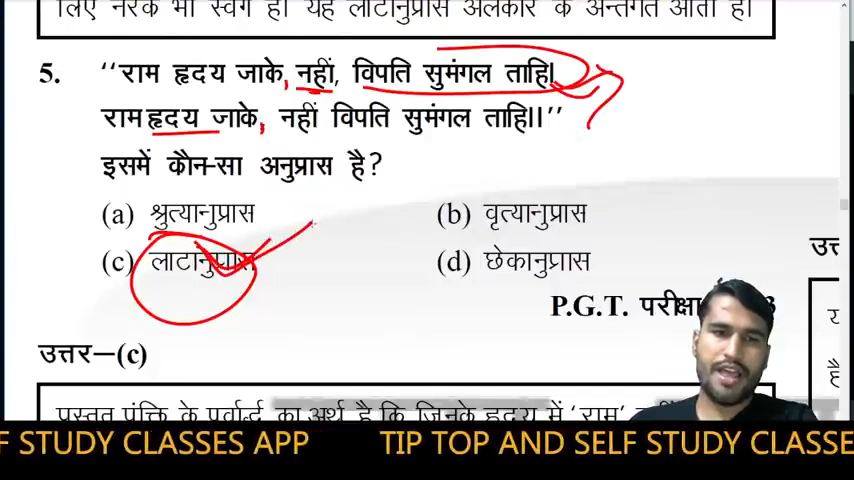 लिए नरक भी स्वर्ग है। यह लाटानुप्रास अलंकार के अन्तर्गत आता है।
5. ‘‘राम हृदय जाके, नहीं, विपति सुमंगल ताहि।
राम हृदय जाके, नहीं विपति सुमंगल ताहि।।’’
इसमें कौन-सा अनुप्रास है?
(a) श्रुत्यानुप्रास (b) वृत्यानुप्रास
(c) लाटानुप्रास (d) छेकानुप्रास
P.G.T. परीक्षा 3
उत्तर–(c)
प्रस्तुत पंक्ति के पूर्वार्द्ध का अर्थ है कि जिनके हृदय में ‘राम’
F STUDY CLASSES APP TIP TOP AND SELF STUDY CLASSE